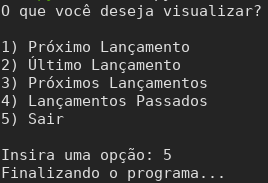 O que você deseja visualizar?
1) Próximo Lançamento
2) Último Lançamento
3) Próximos Lançamentos
4) Lançamentos Passados
5) Sair
Insira uma opção: 5
Finalizando o programa...